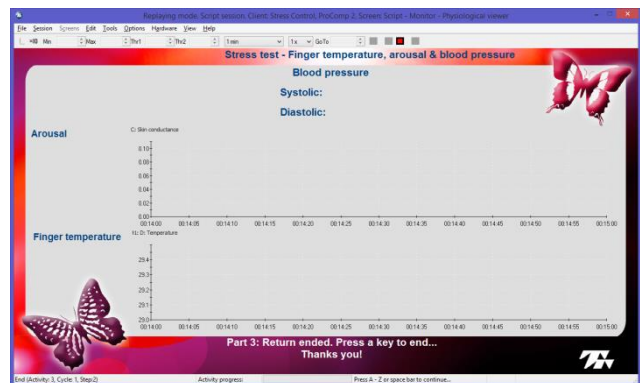 Replaying mode. Script session. Client: Stress Control, ProComp 2, Screen: Script - Monitor - Physiological viewer
File Session Screens Edit Tools Options Hardware View Help
Min Max Thr1 Thr2 1 min 1 x GoTo
Stress test - Finger temperature, arousal & blood pressure
Blood pressure
Systolic:
Diastolic:
Arousal
C: Skin conductance
0.10
0.08
0.06
0.04
0.02
0.00
00:14:00 00:14:05 00:14:10 00:14:15 00:14:20 00:14:25 00:14:30 00:14:35 00:14:40 00:14:45 00:14:50 00:14:55 00:15:00
Finger temperature
D: Temperature
29.4
29.3
29.2
29.1
29.0
00:14:00 00:14:05 00:14:10 00:14:15 00:14:20 00:14:25 00:14:30 00:14:35 00:14:40 00:14:45 00:14:50 00:14:55 00:15:00
Part 3: Return ended. Press a key to end...
Thanks you!
End (Activity: 3, Cycle: 1, Step:2) Activity progress: Press A - Z or space bar to continue...